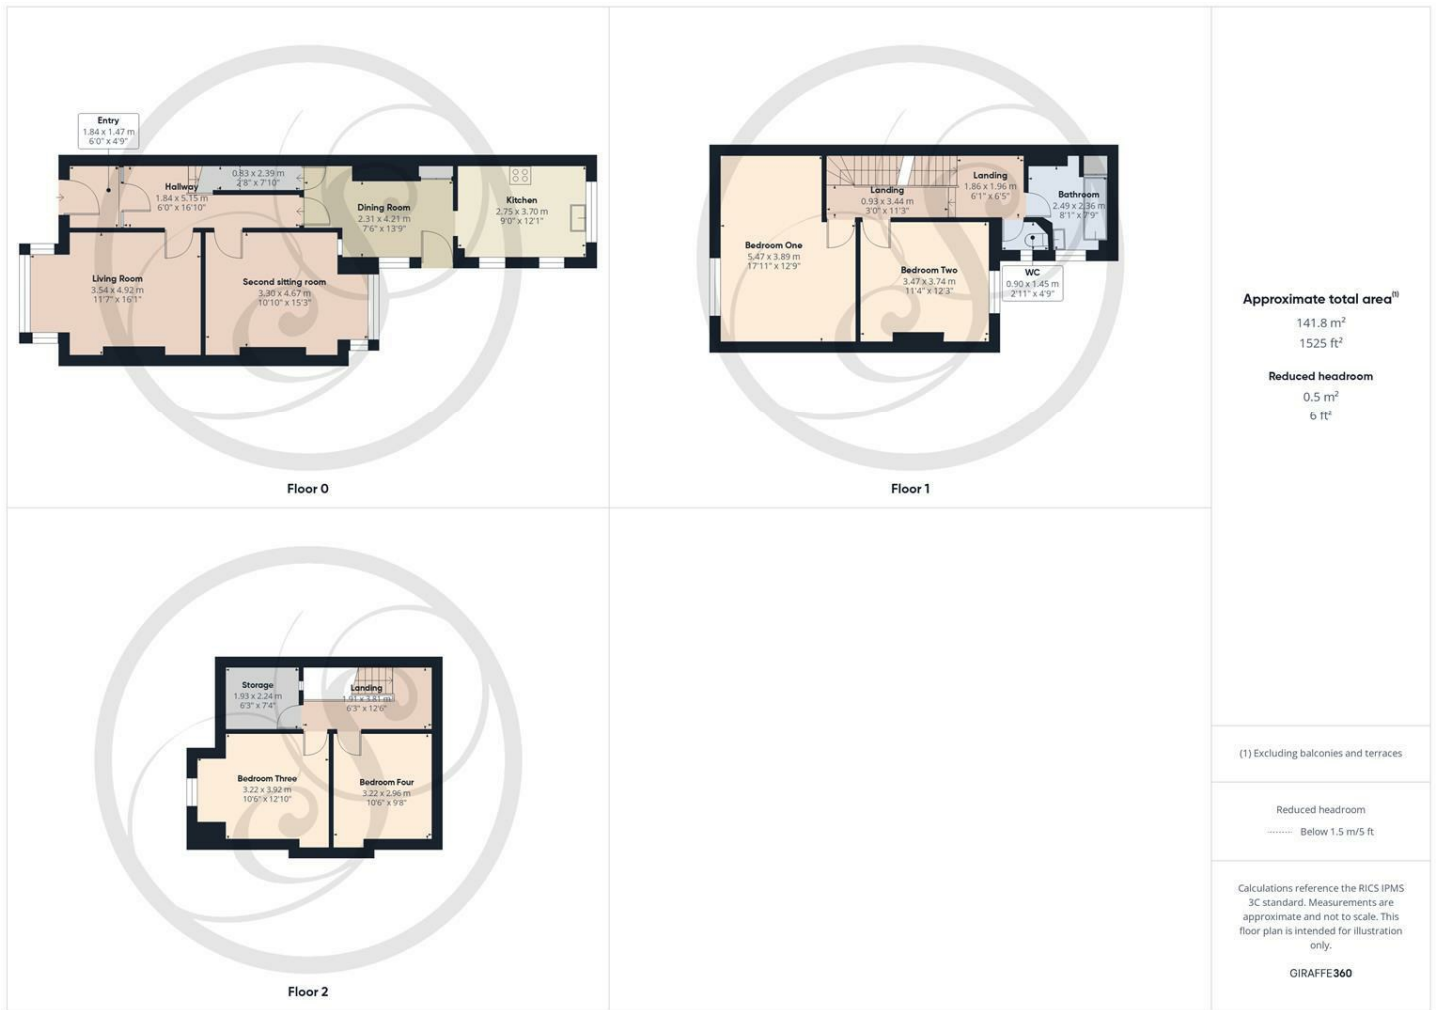 Entry
1.84 x 1.47 m
6'0" x 4'9"
Hallway
1.84 x 5.15 m
6'0" x 16'10"
0.83 x 2.39 m
2'8" x 7'10"
Dining Room
2.31 x 4.21 m
7'6" x 13'9"
Kitchen
2.75 x 3.70 m
9'0" x 12'1"
Living Room
3.54 x 4.92 m
11'7" x 16'1"
Second sitting room
3.30 x 4.67 m
10'10" x 15'3"
Floor 0
Landing
0.93 x 3.44 m
3'0" x 11'3"
Landing
1.86 x 1.96 m
6'1" x 6'5"
Bathroom
2.49 x 2.36 m
8'1" x 7'9"
Bedroom One
5.47 x 3.89 m
17'11" x 12'9"
Bedroom Two
3.47 x 3.74 m
11'4" x 12'3"
WC
0.90 x 1.45 m
2'11" x 4'9"
Floor 1
Storage
1.93 x 2.24 m
6'3" x 7'4"
Landing
1.91 x 3.81 m
6'3" x 12'6"
Bedroom Three
3.22 x 3.92 m
10'6" x 12'10"
Bedroom Four
3.22 x 2.96 m
10'6" x 9'8"
Floor 2
Approximate total area(1)
141.8 m²
1525 ft²
Reduced headroom
0.5 m²
6 ft²
(1) Excluding balconies and terraces
Reduced headroom
Below 1.5 m/5 ft
Calculations reference the RICS IPMS
3C standard. Measurements are
approximate and not to scale. This
floor plan is intended for illustration
only.
GIRAFFE360